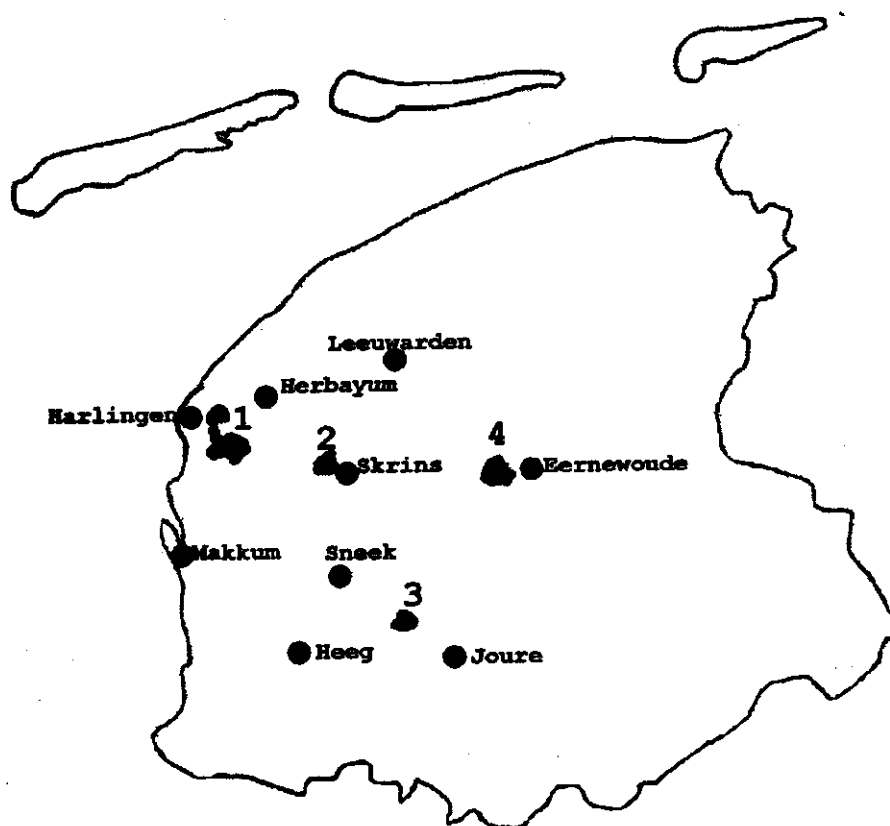 Leeuwarden
Herbayum
Harlingen
1
2
4
Skrins
Eernewoude
Makkum
Sneek
3
Heeg
Joure